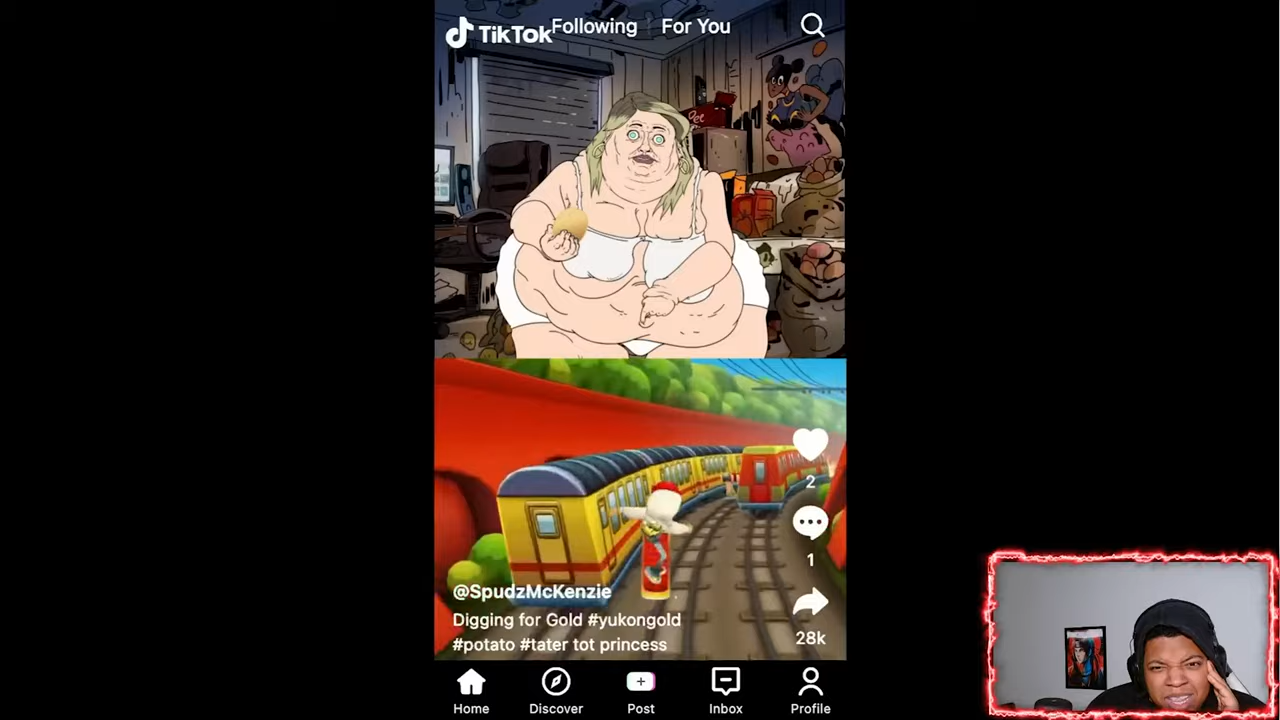 TikTok
Following
For You
@SpudzMcKenzie
Digging for Gold #yukongold
#potato #tater tot princess
2
1
28k
Home
Discover
Post
Inbox
Profile